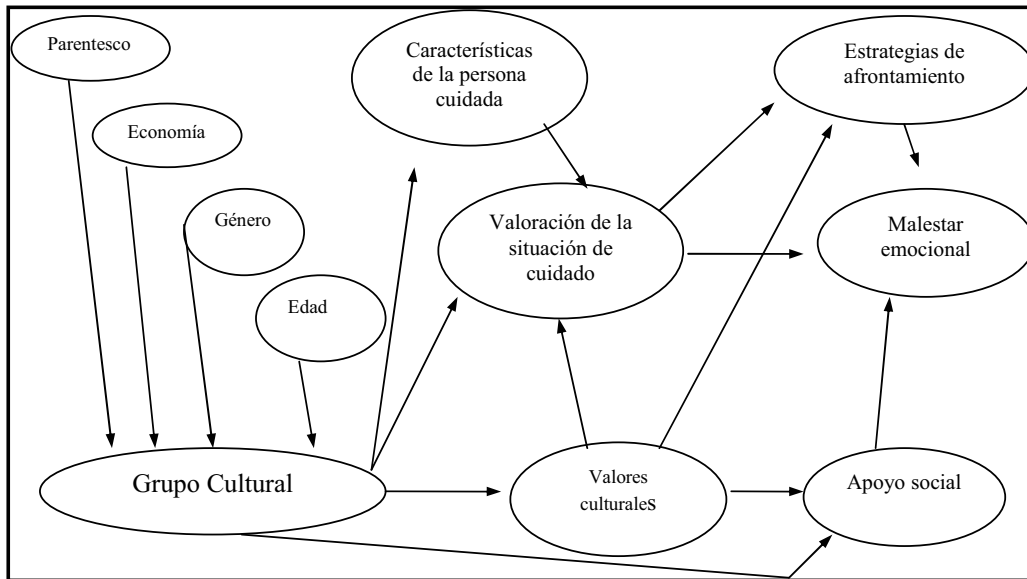 Parentesco
Economía
Género
Edad
Características
de la persona
cuidada
Estrategias de
afrontamiento
Valoración de la
situación de
cuidado
Malestar
emocional
Grupo Cultural
Valores
culturales
Apoyo social